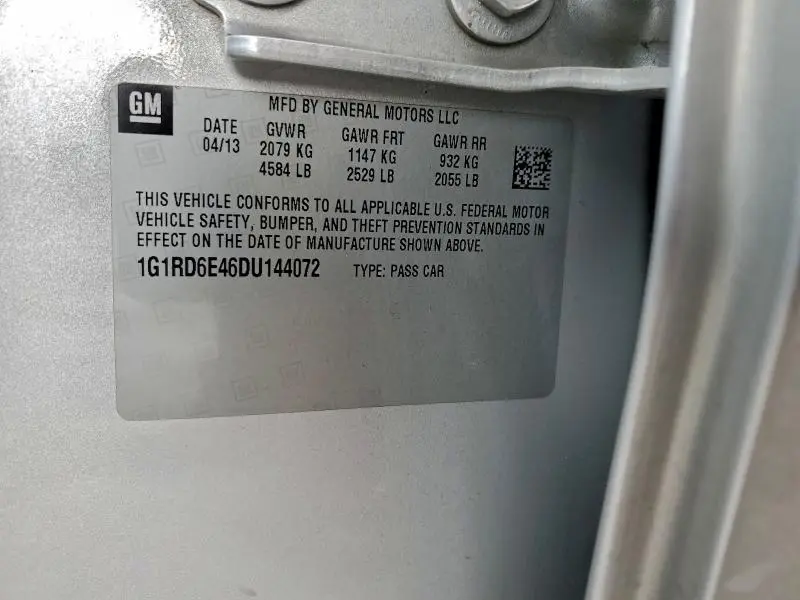 GM
MFD BY GENERAL MOTORS LLC
DATE GVWR GAWR FRT GAWR RR
04/13 2079 KG 1147 KG 932 KG
4584 LB 2529 LB 2055 LB
THIS VEHICLE CONFORMS TO ALL APPLICABLE U.S. FEDERAL MOTOR
VEHICLE SAFETY, BUMPER, AND THEFT PREVENTION STANDARDS IN
EFFECT ON THE DATE OF MANUFACTURE SHOWN ABOVE.
1G1RD6E46DU144072 TYPE: PASS CAR